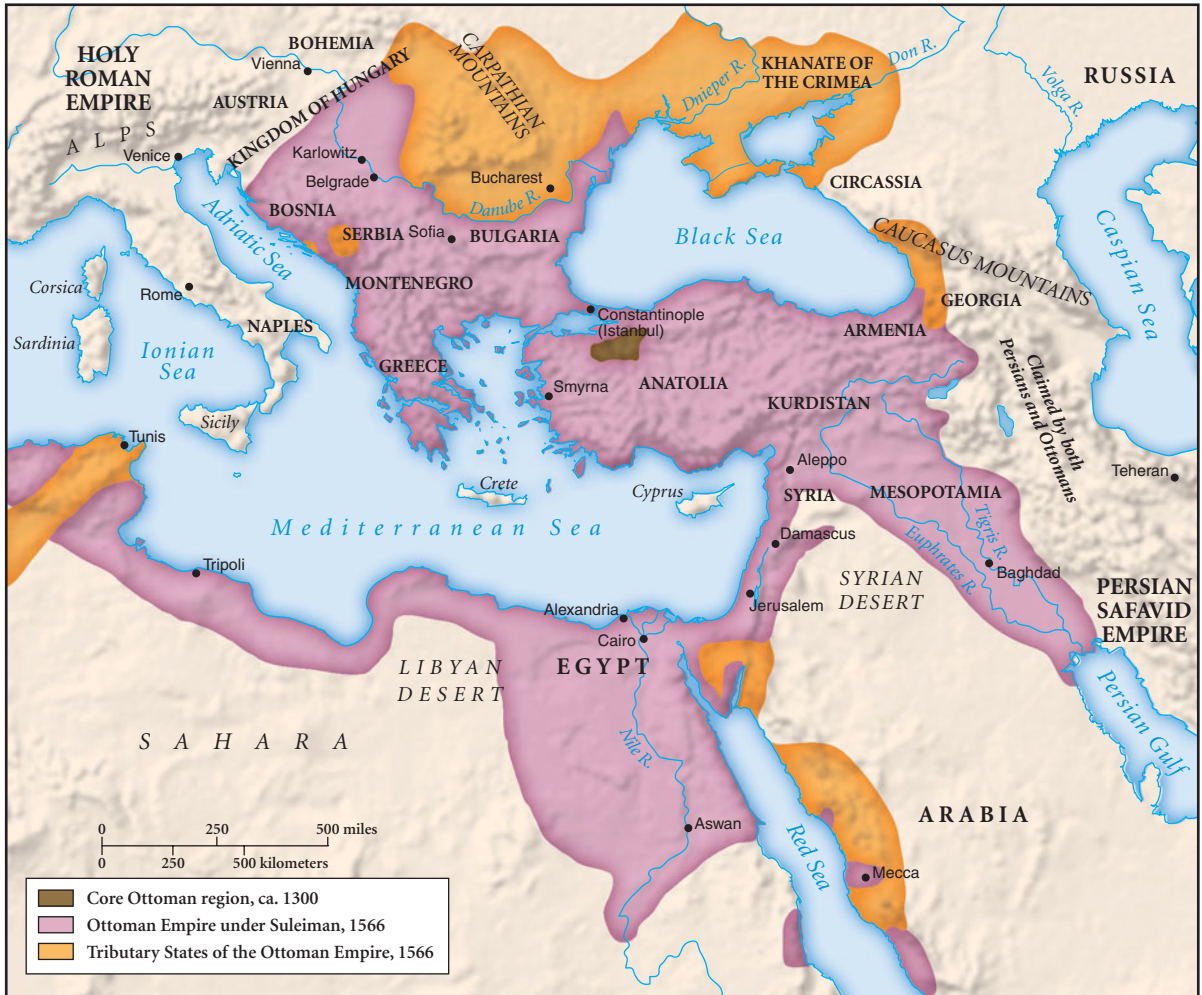 HOLY
ROMAN
EMPIRE
BOHEMIA
Vienna
AUSTRIA
ALPS
Venice
KINGDOM OF HUNGARY
CARPATHIAN
MOUNTAINS
Dnieper R.
KHANATE OF
THE CRIMEA
Don R.
Volga R.
RUSSIA
Karlowitz
Belgrade
Bucharest
Danube R.
CIRCASSIA
BOSNIA
SERBIA
Sofia
BULGARIA
Adriatic Sea
Black Sea
CAUCASUS MOUNTAINS
Caspian Sea
Corsica
Rome
MONTENEGRO
GEORGIA
Sardinia
NAPLES
Constantinople
(Istanbul)
ARMENIA
Ionian
Sea
GREECE
Smyrna
ANATOLIA
KURDISTAN
Claimed by both
Persians and Ottomans
Sicily
Tunis
Aleppo
Teheran
Crete
Cyprus
SYRIA
MESOPOTAMIA
Mediterranean Sea
Damascus
Tigris R.
Euphrates R.
Baghdad
Tripoli
SYRIAN
DESERT
PERSIAN
SAFAVID
EMPIRE
Alexandria
Jerusalem
Cairo
EGYPT
LIBYAN
DESERT
Persian Gulf
SAHARA
Nile R.
ARABIA
Aswan
Red Sea
Mecca
0 250 500 miles
0 250 500 kilometers
Core Ottoman region, ca. 1300
Ottoman Empire under Suleiman, 1566
Tributary States of the Ottoman Empire, 1566